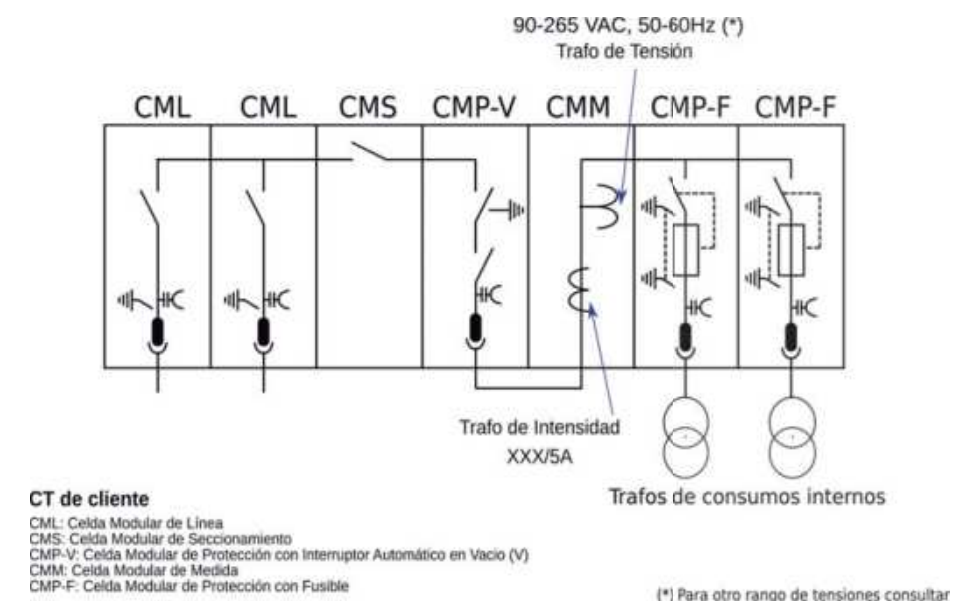 90-265 VAC, 50-60Hz (*)
Trafo de Tensión
CML CML CMS CMP-V CMM CMP-F CMP-F
Trafo de Intensidad
XXX/5A
Trafos de consumos internos
CT de cliente
CML: Celda Modular de Línea
CMS: Celda Modular de Seccionamiento
CMP-V: Celda Modular de Protección con Interruptor Automático en Vacio (V)
CMM: Celda Modular de Medida
CMP-F: Celda Modular de Protección con Fusible
(*) Para otro rango de tensiones consultar